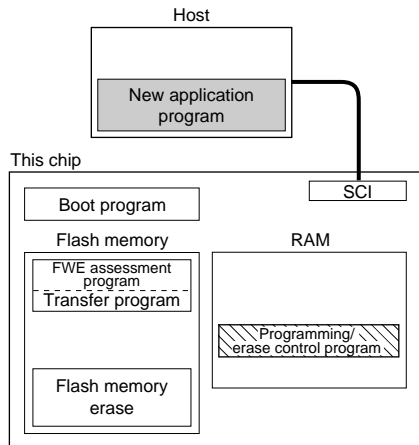 Host
New application
program
This chip
SCI
Boot program
Flash memory
RAM
FWE assessment
program
Transfer program
Programming/
erase control program
Flash memory
erase